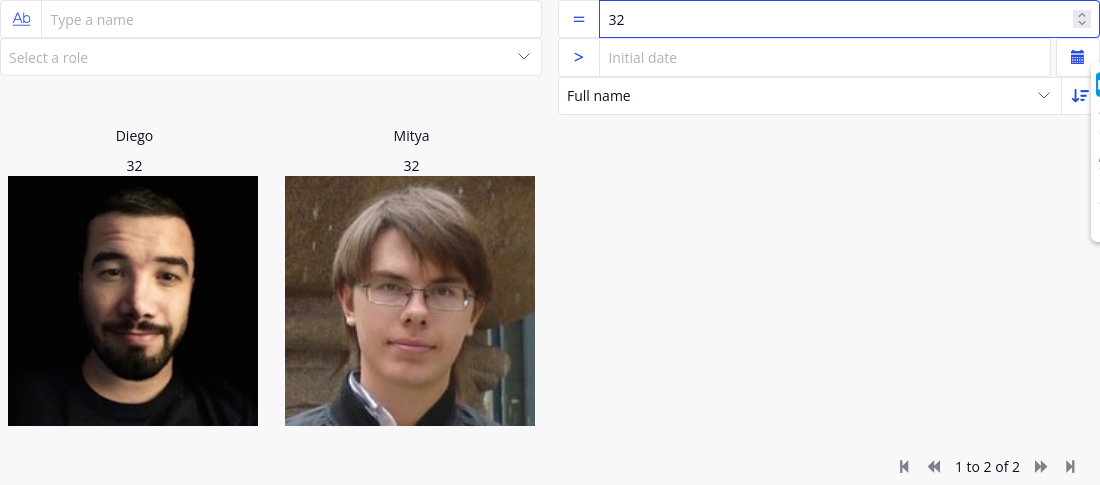 Ab Type a name
= 32
Select a role
> Initial date
Full name
Diego
Mitya
32
32
1 to 2 of 2